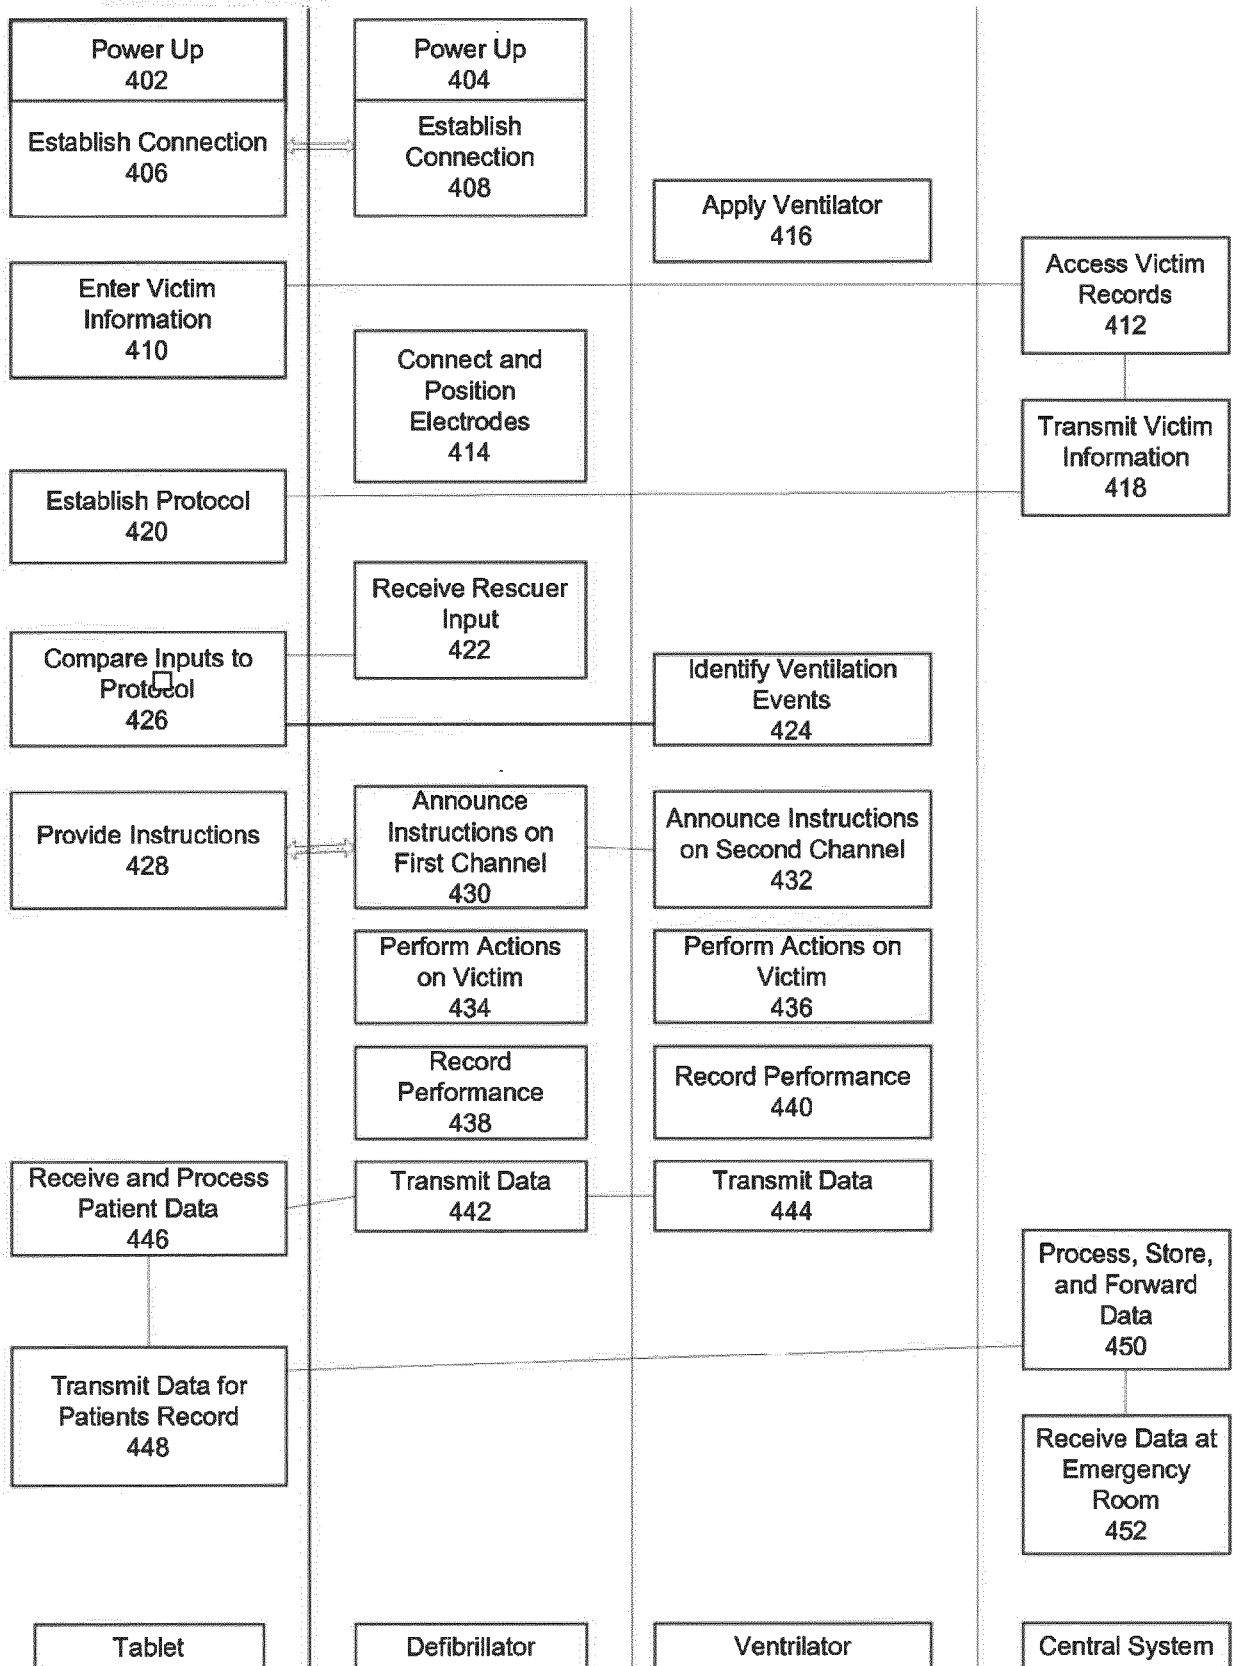 Power Up
402
Establish Connection
406
Enter Victim
Information
410
Establish Protocol
420
Compare Inputs to
Protocol
426
Provide Instructions
428
Receive and Process
Patient Data
446
Transmit Data for
Patients Record
448
Tablet
Power Up
404
Establish
Connection
408
Connect and
Position
Electrodes
414
Receive Rescuer
Input
422
Announce
Instructions on
First Channel
430
Perform Actions
on Victim
434
Record
Performance
438
Transmit Data
442
Defibrillator
Apply Ventilator
416
Identify Ventilation
Events
424
Announce Instructions
on Second Channel
432
Perform Actions on
Victim
436
Record Performance
440
Transmit Data
444
Ventrilator
Access Victim
Records
412
Transmit Victim
Information
418
Process, Store,
and Forward
Data
450
Receive Data at
Emergency
Room
452
Central System